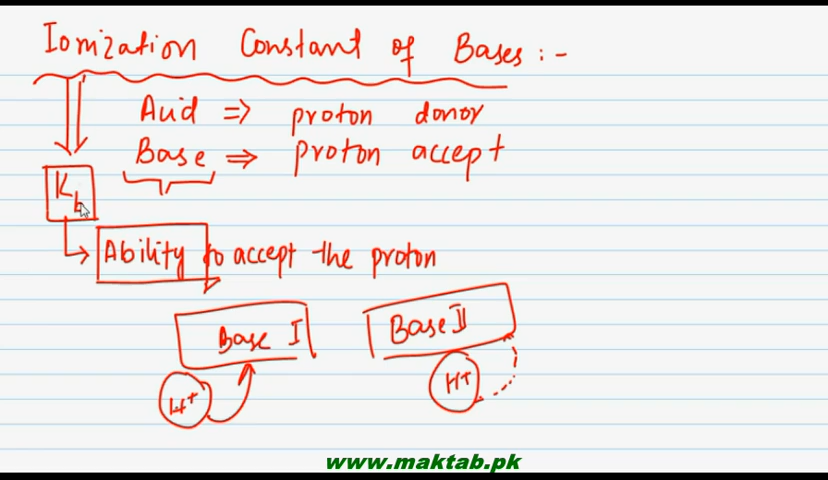 Ionization Constant of Bases :-
Acid => proton donor
Base => proton accept
Kb
Ability to accept the proton
Base I Base II
H+ H+
www.maktab.pk